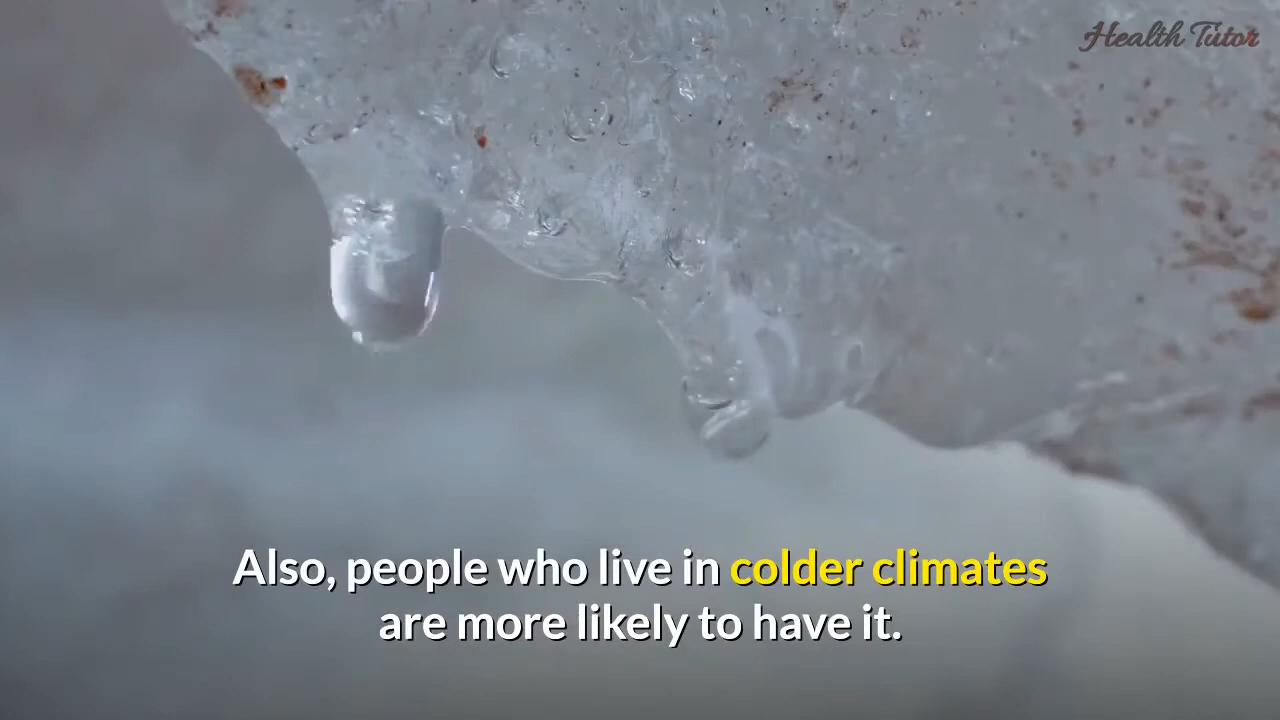 Health Tutor
Also, people who live in colder climates
are more likely to have it.